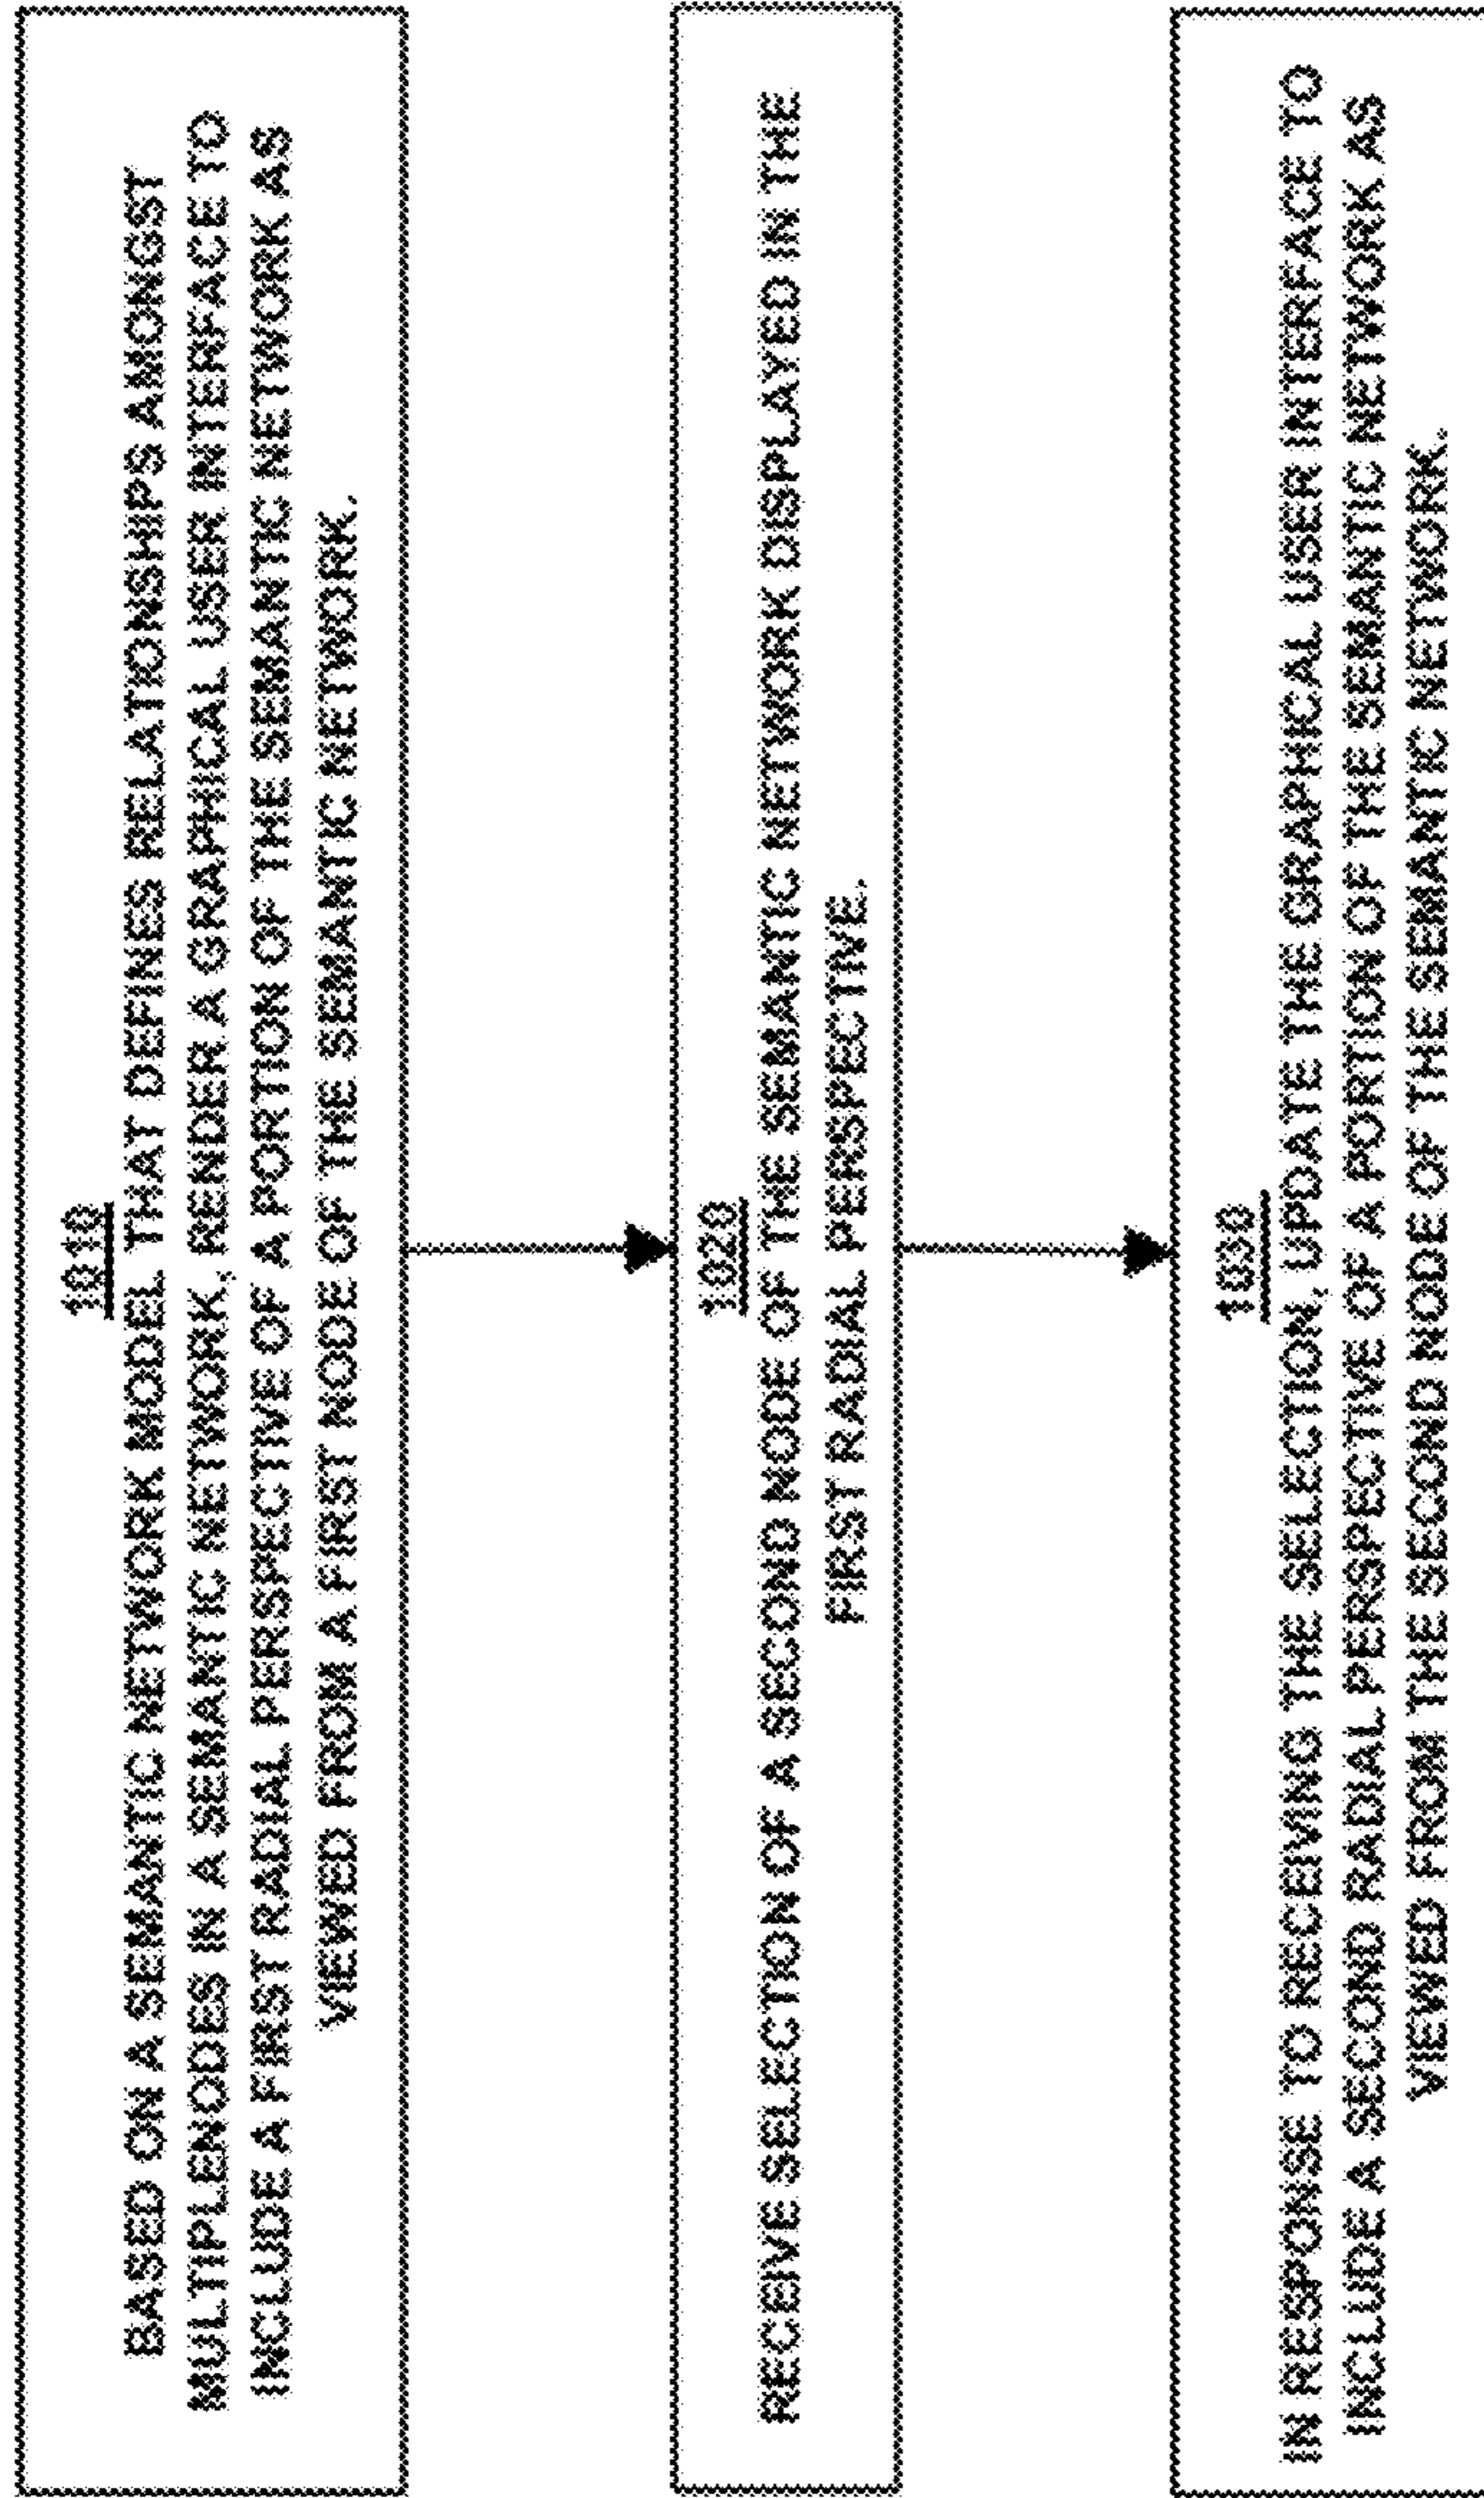 1010
BASED ON A SEMANTIC NETWORK MODEL THAT DEFINES RELATIONSHIPS AMONGST
MULTIPLE NODES IN A SEMANTIC NETWORK, RENDER A GRAPHICAL USER INTERFACE TO
INCLUDE A FIRST RADIAL PERSPECTIVE OF A PORTION OF THE SEMANTIC NETWORK AS
VIEWED FROM A FIRST NODE OF THE SEMANTIC NETWORK.
1020
RECEIVE SELECTION OF A SECOND NODE OF THE SEMANTIC NETWORK DISPLAYED IN THE
FIRST RADIAL PERSPECTIVE.
1030
IN RESPONSE TO RECEIVING THE SELECTION, UPDATE THE GRAPHICAL USER INTERFACE TO
INCLUDE A SECOND RADIAL PERSPECTIVE OF A PORTION OF THE SEMANTIC NETWORK AS
VIEWED FROM THE SECOND NODE OF THE SEMANTIC NETWORK.